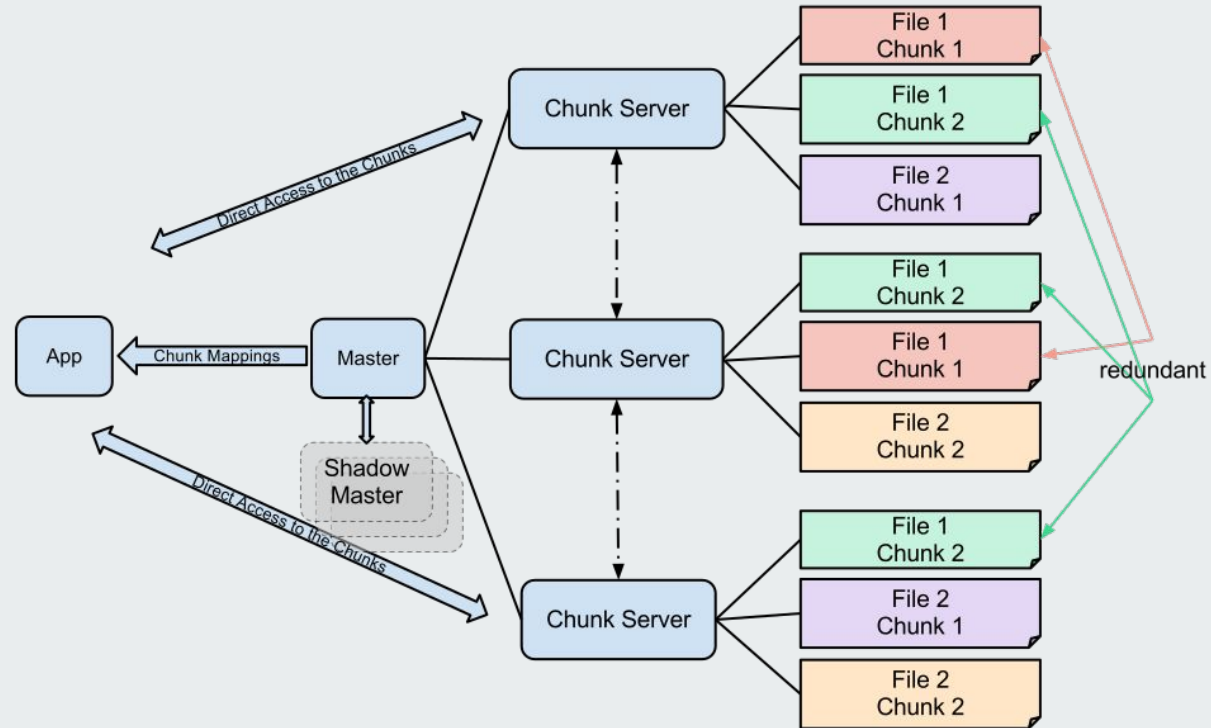 File 1
Chunk 1
File 1
Chunk 2
File 2
Chunk 1
Chunk Server
Direct Access to the Chunks
File 1
Chunk 2
File 1
Chunk 1
File 2
Chunk 2
Chunk Server
App
Chunk Mappings
Master
redundant
Shadow
Master
Direct Access to the Chunks
File 1
Chunk 2
File 2
Chunk 1
File 2
Chunk 2
Chunk Server